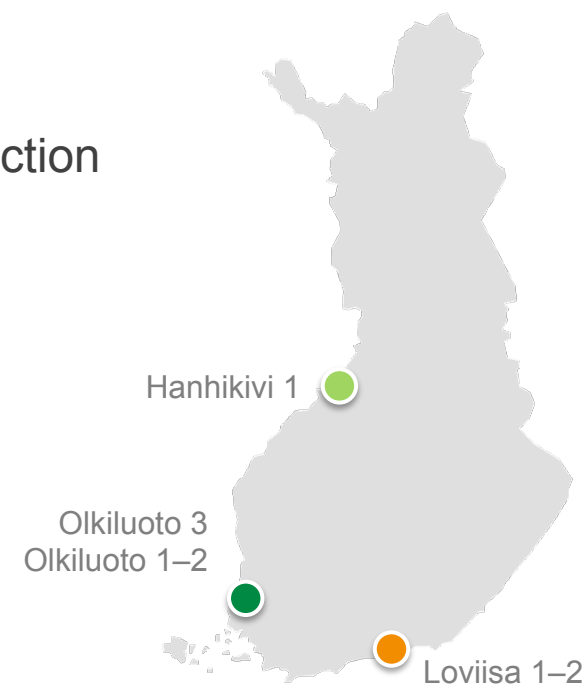 ction
Hanhikivi 1
Olkiluoto 3
Olkiluoto 1–2
Loviisa 1–2